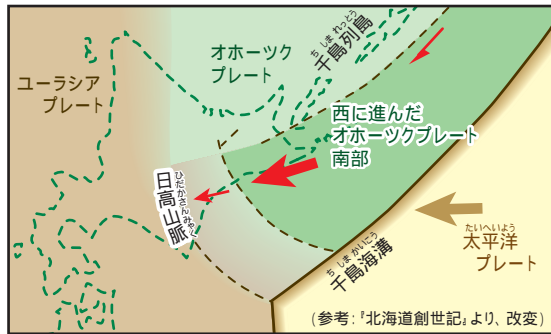 ユーラシア
プレート
オホーツク
プレート
ちしまれっとう
千島列島
西に進んだ
オホーツクプレート
南部
ひだかさんみゃく
日高山脈
ちしまかいこう
千島海溝
たいへいよう
太平洋
プレート
(参考:『北海道創世記』より、改変)